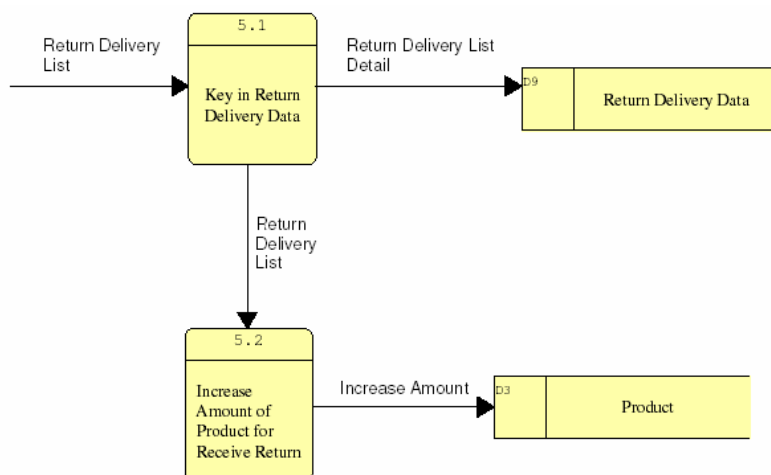 5.1
Return Delivery
List
Return Delivery List
Detail
Key in Return
Delivery Data
D9
Return Delivery Data
Return
Delivery
List
5.2
Increase
Amount of
Product for
Receive Return
Increase Amount
D3
Product